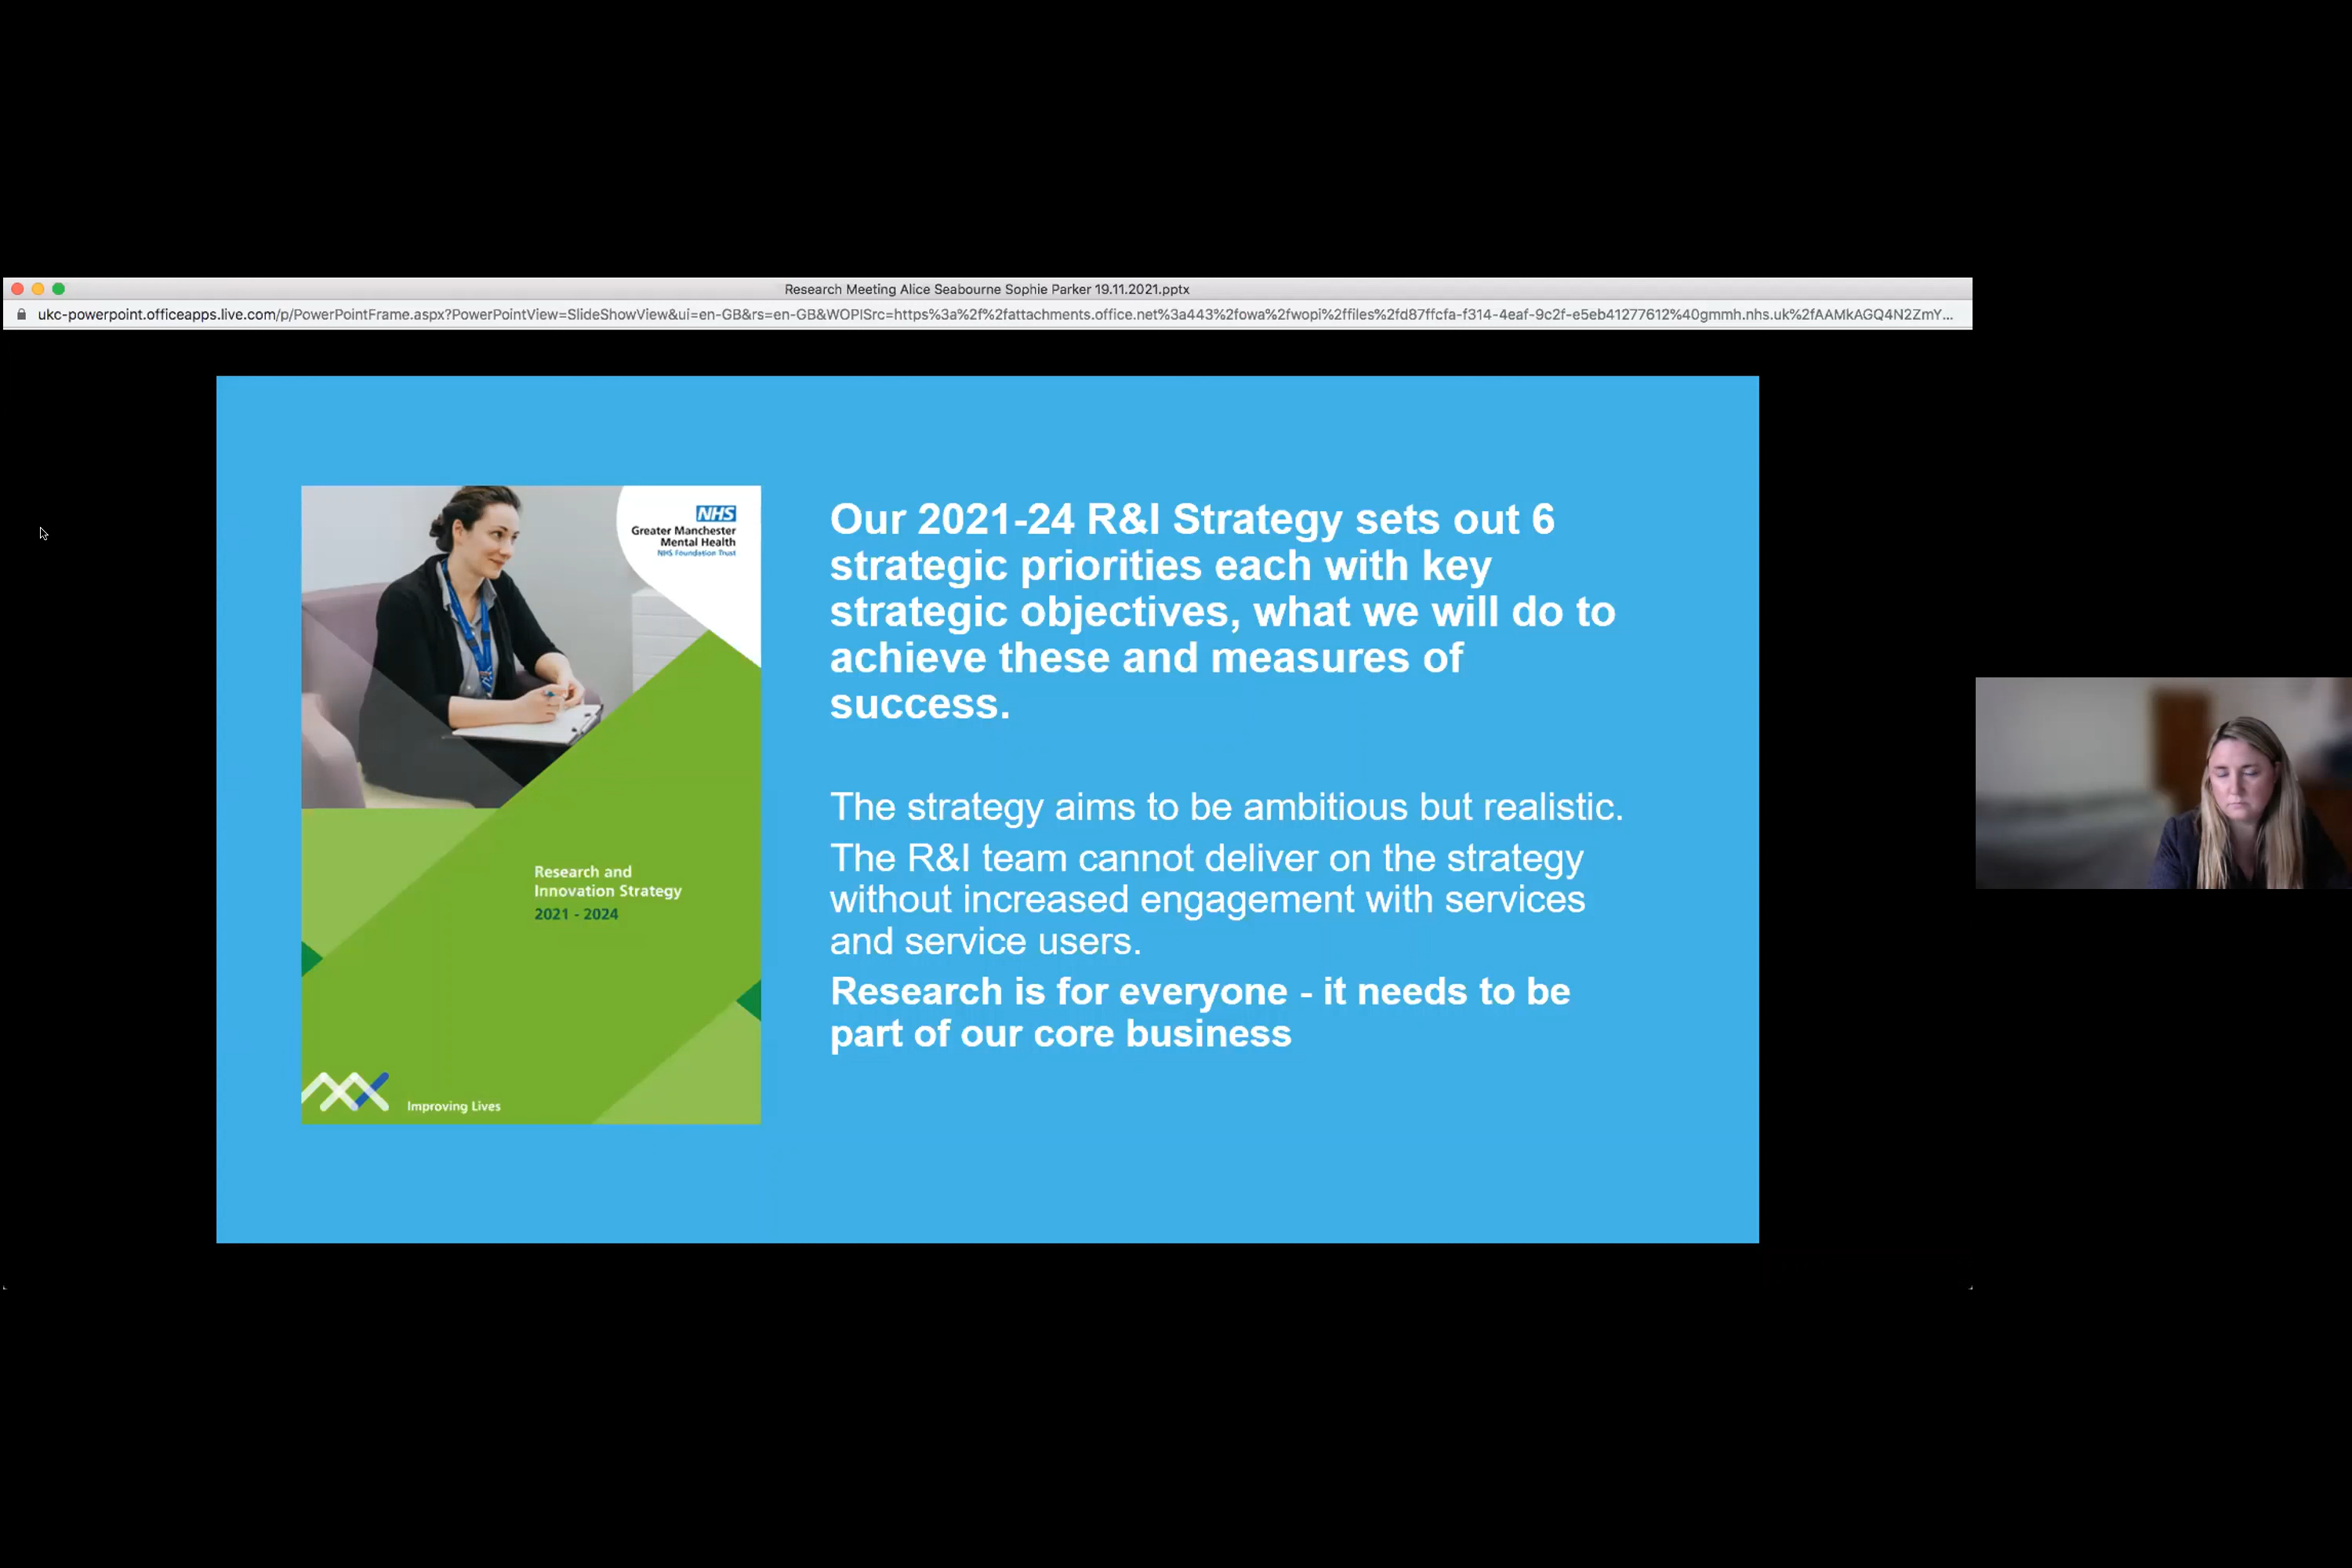 Research Meeting Alice Seabourne Sophie Parker 19.11.2021.pptx
ukc-powerpoint.officeapps.live.com/p/PowerPointFrame.aspx?PowerPointView=SlideShowView&ui=en-GB&rs=en-GB&WOPISrc=https%3a%2f%2fattachments.office.net%3a443%2fowa%2fwopi%2ffiles%2fd87ffcfa-f314-4eaf-9c2f-e5eb41277612%40gmmh.nhs.uk%2fAAMkAGQ4N2ZmY...
NHS
Greater Manchester
Mental Health
NHS Foundation Trust
Research and
Innovation Strategy
2021 - 2024
Improving Lives
Our 2021-24 R&I Strategy sets out 6
strategic priorities each with key
strategic objectives, what we will do to
achieve these and measures of
success.
The strategy aims to be ambitious but realistic.
The R&I team cannot deliver on the strategy
without increased engagement with services
and service users.
Research is for everyone - it needs to be
part of our core business